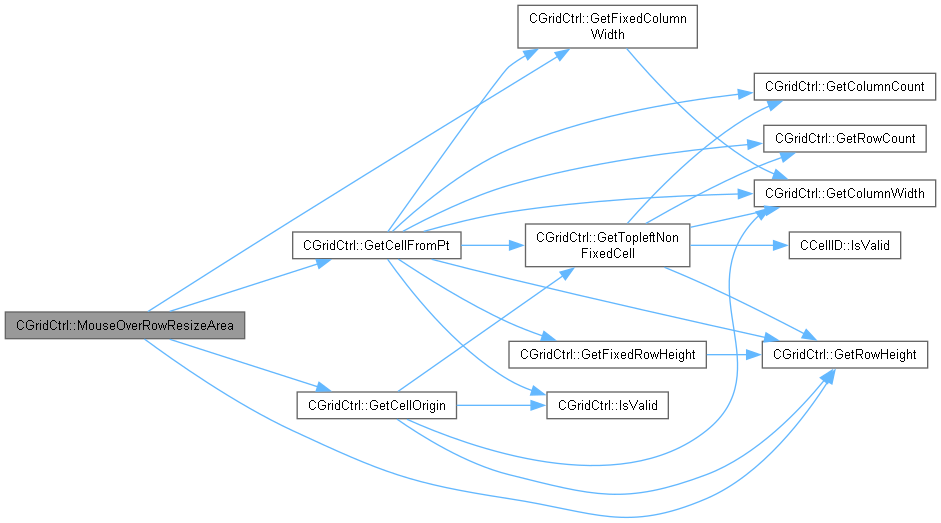 CGridCtrl::GetFixedColumn
Width
CGridCtrl::GetColumnCount
CGridCtrl::GetRowCount
CGridCtrl::GetColumnWidth
CGridCtrl::GetCellFromPt
CGridCtrl::GetTopleftNon
FixedCell
CCellID::IsValid
CGridCtrl::MouseOverRowResizeArea
CGridCtrl::GetFixedRowHeight
CGridCtrl::GetRowHeight
CGridCtrl::GetCellOrigin
CGridCtrl::IsValid